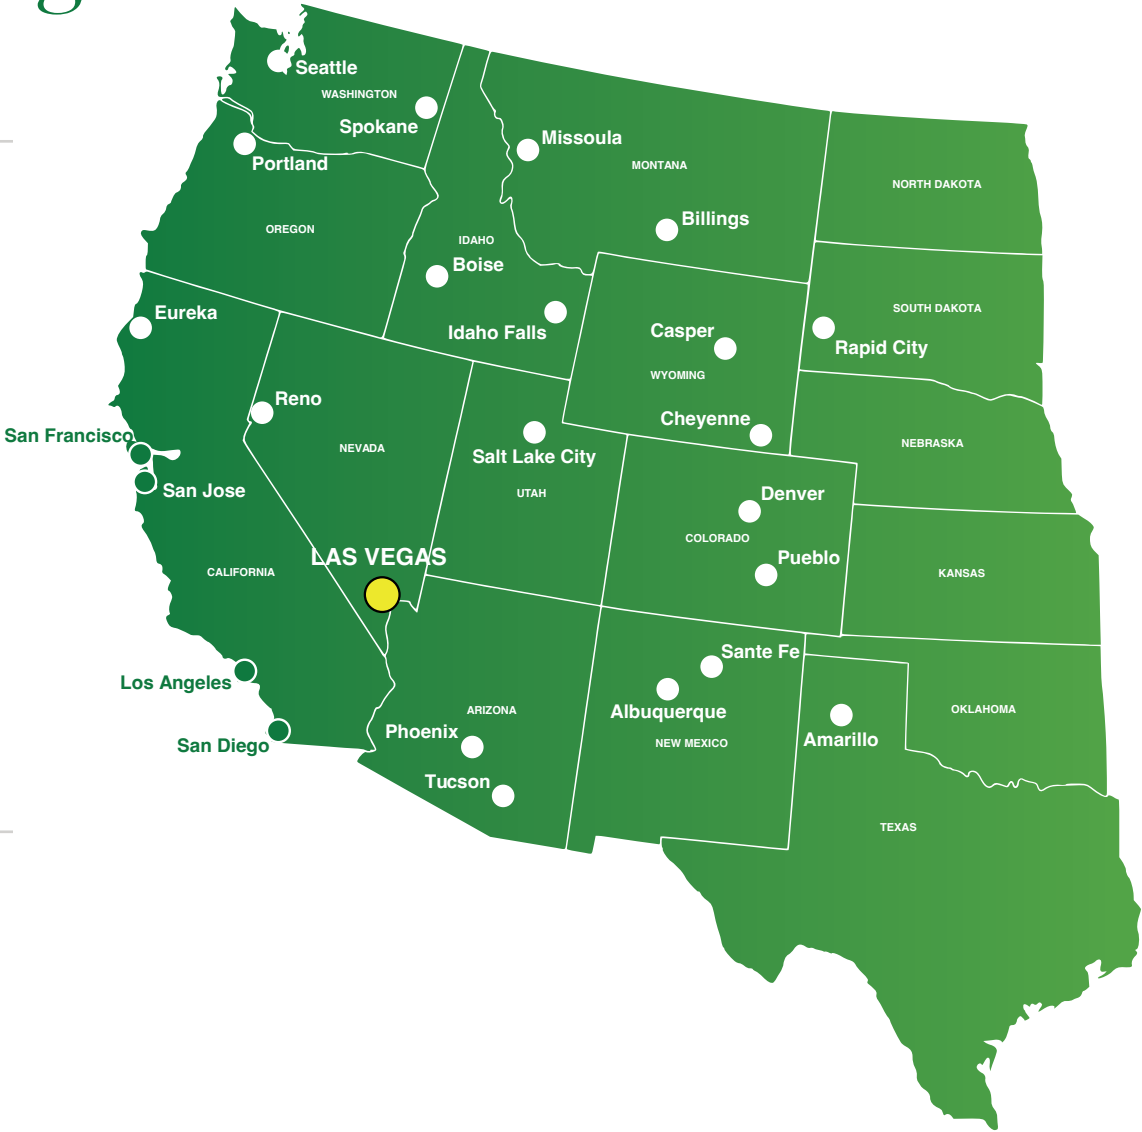 Seattle
WASHINGTON
Spokane
Missoula
Portland
MONTANA
NORTH DAKOTA
Billings
OREGON
IDAHO
Boise
SOUTH DAKOTA
Eureka
Idaho Falls
Casper
Rapid City
WYOMING
Reno
Cheyenne
San Francisco
NEVADA
Salt Lake City
NEBRASKA
San Jose
UTAH
Denver
COLORADO
LAS VEGAS
Pueblo
CALIFORNIA
KANSAS
Sante Fe
Los Angeles
ARIZONA
Albuquerque
OKLAHOMA
Phoenix
San Diego
NEW MEXICO
Amarillo
Tucson
TEXAS